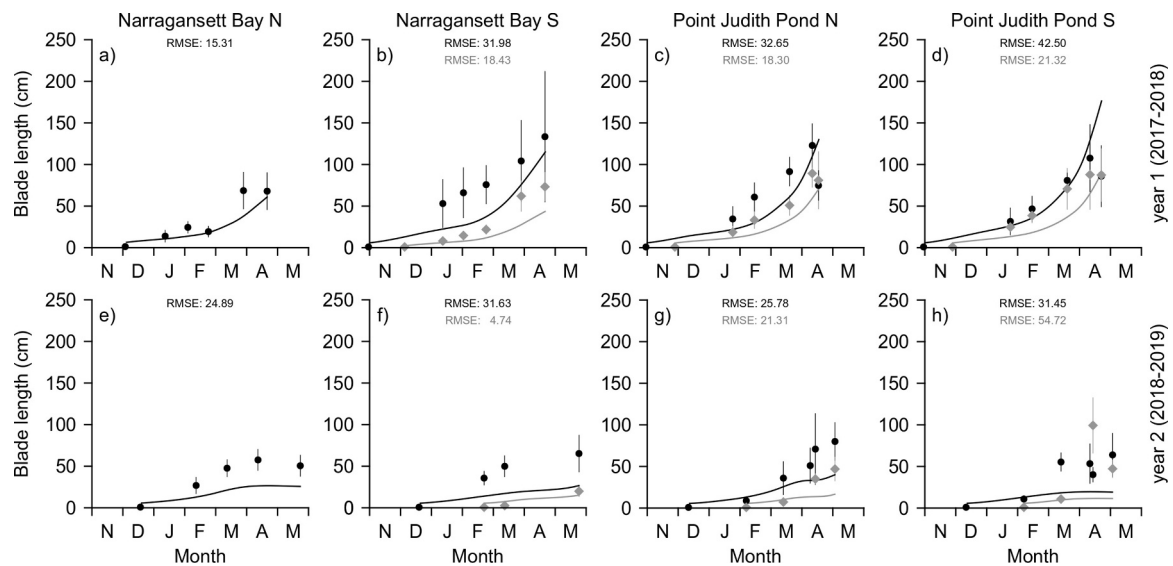 Narragansett Bay N
Narragansett Bay S
Point Judith Pond N
Point Judith Pond S
Blade length (cm)
year 1 (2017-2018)
a)
RMSE: 15.31
250
200
150
100
50
0
N D J F M A M
b)
RMSE: 31.98
RMSE: 18.43
250
200
150
100
50
0
N D J F M A M
c)
RMSE: 32.65
RMSE: 18.30
250
200
150
100
50
0
N D J F M A M
d)
RMSE: 42.50
RMSE: 21.32
250
200
150
100
50
0
N D J F M A M
Blade length (cm)
year 2 (2018-2019)
e)
RMSE: 24.89
250
200
150
100
50
0
N D J F M A M
Month
f)
RMSE: 31.63
RMSE: 4.74
250
200
150
100
50
0
N D J F M A M
Month
g)
RMSE: 25.78
RMSE: 21.31
250
200
150
100
50
0
N D J F M A M
Month
h)
RMSE: 31.45
RMSE: 54.72
250
200
150
100
50
0
N D J F M A M
Month